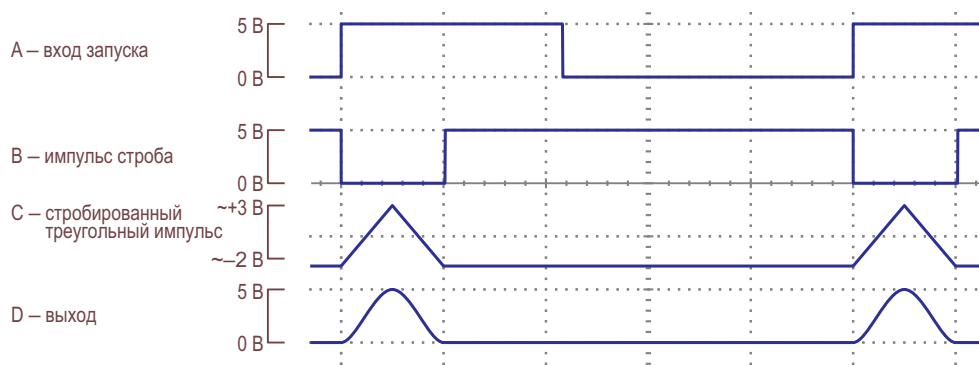 5 В
A – вход запуска
0 В
5 В
B – импульс строба
0 В
C – стробированный
треугольный импульс
~+3 В
~–2 В
5 В
D – выход
0 В